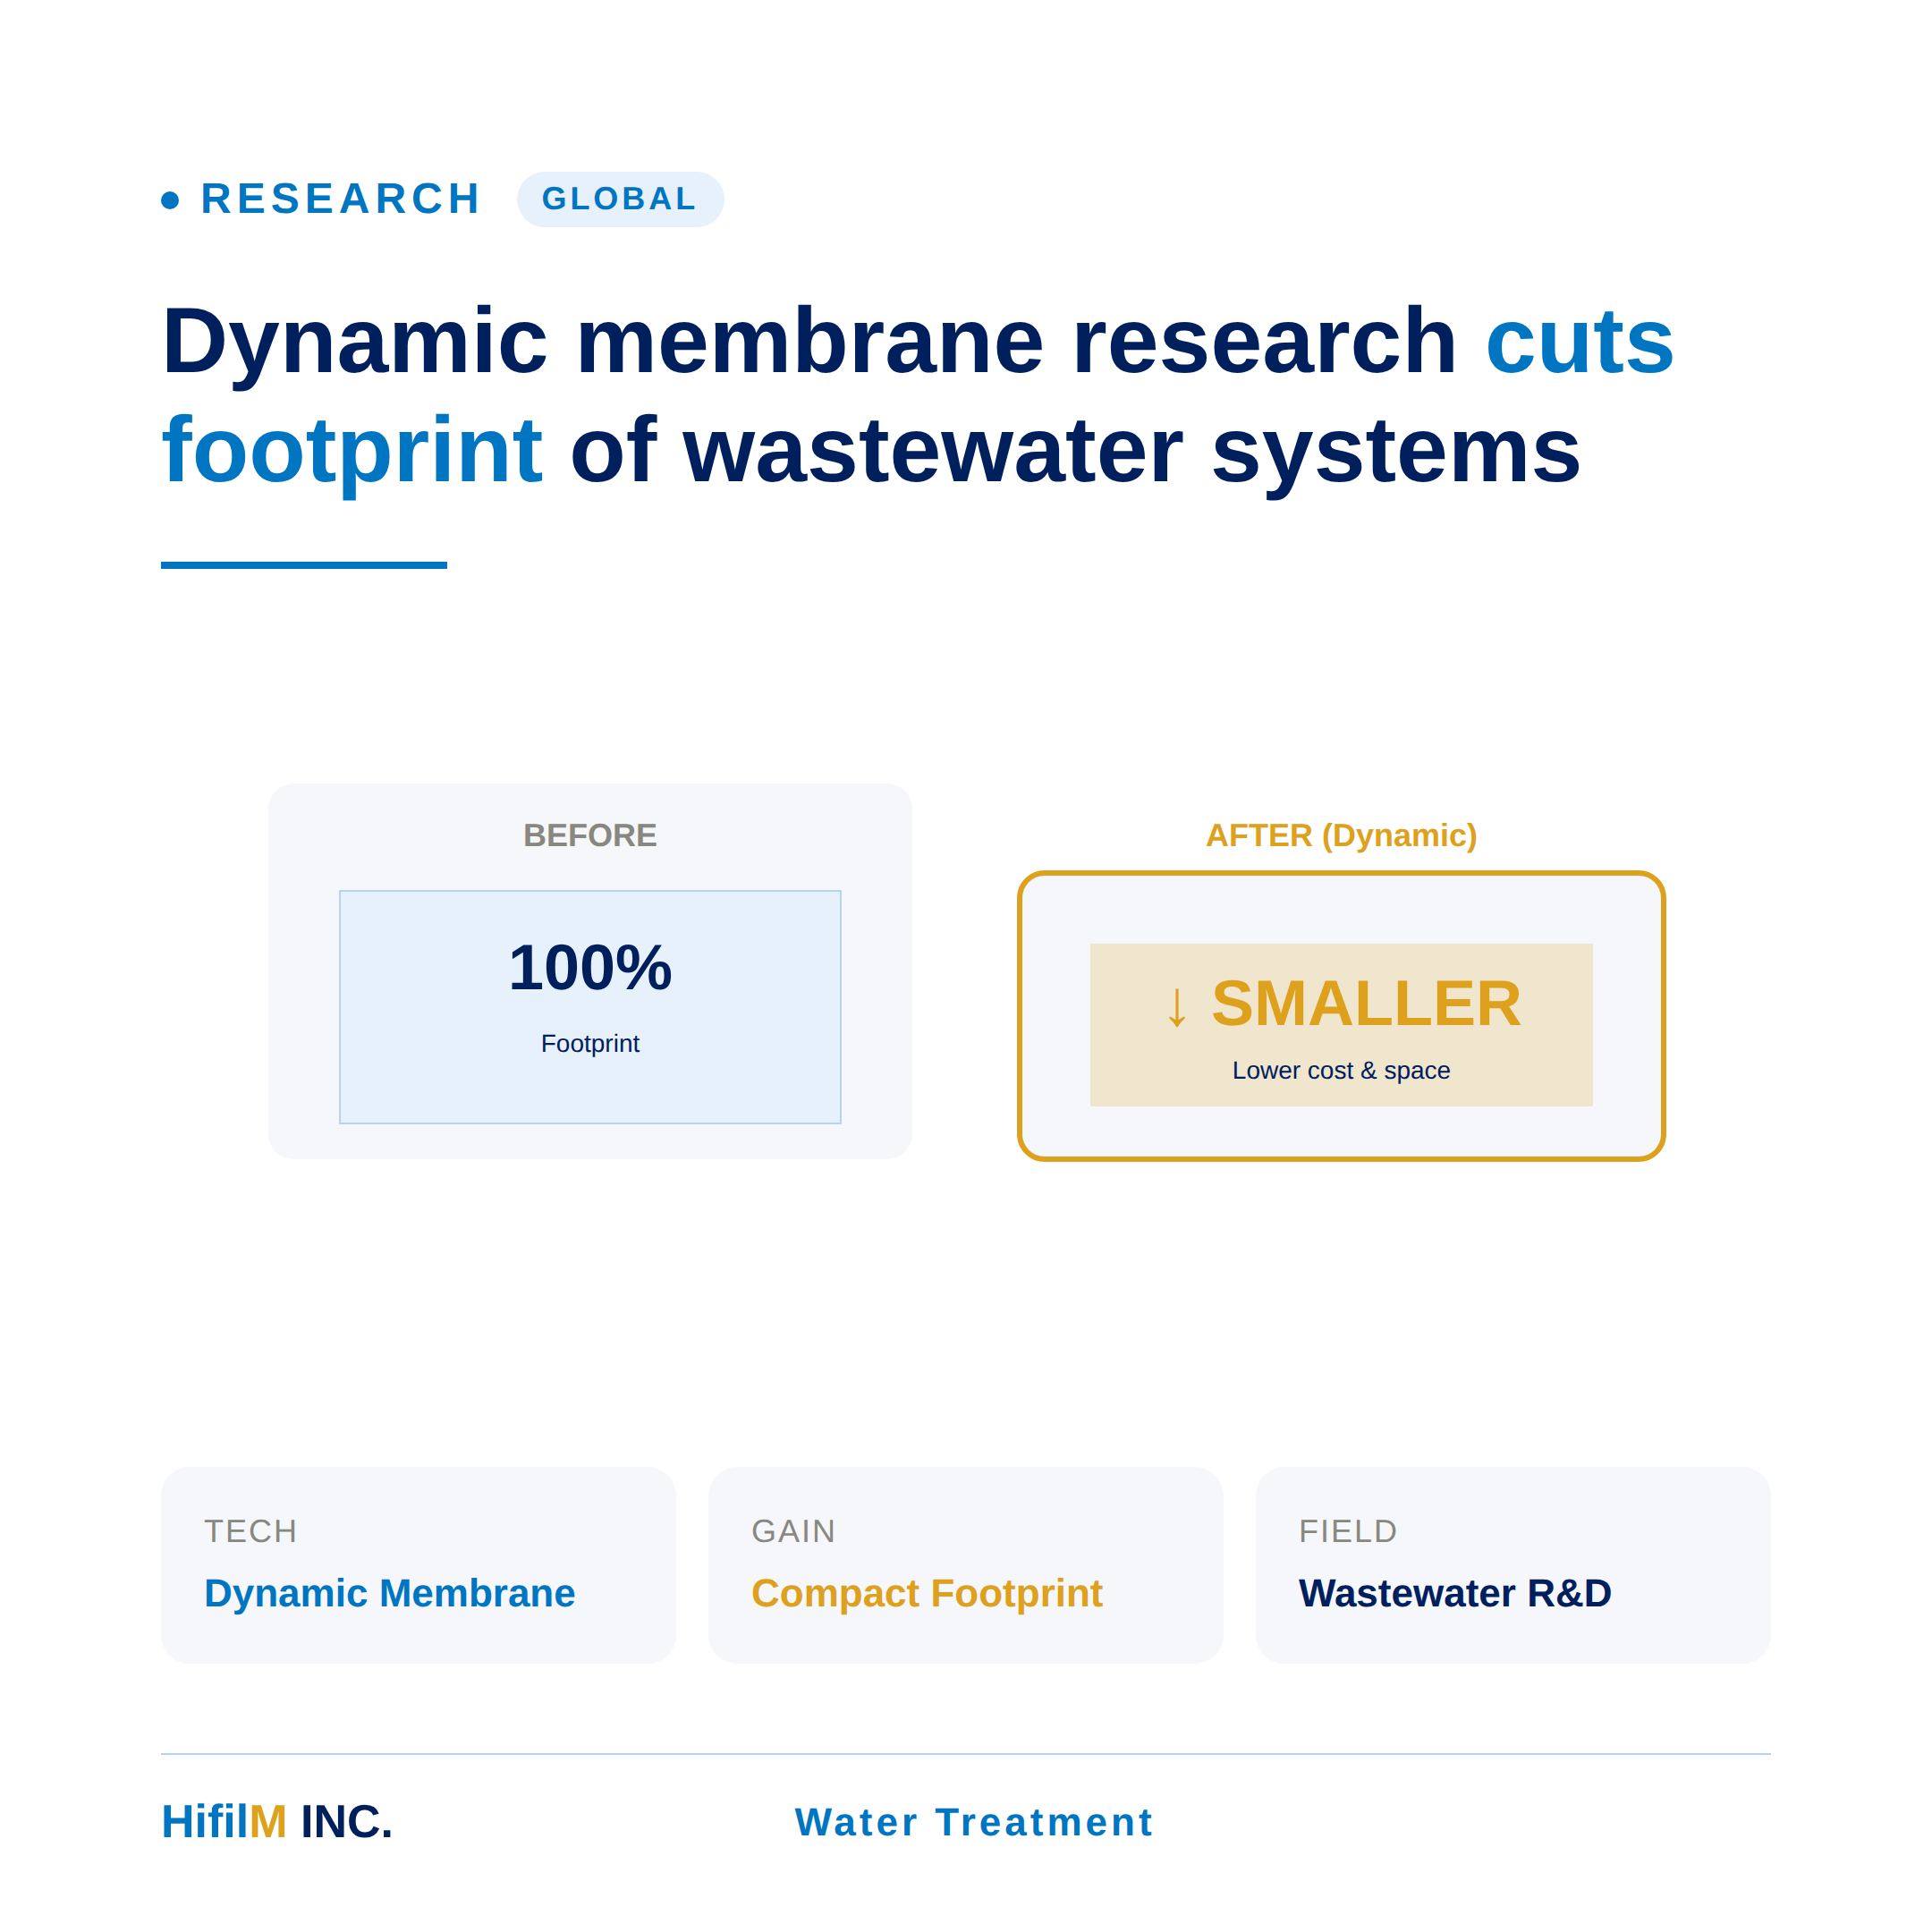 RESEARCH GLOBAL
Dynamic membrane research cuts
footprint of wastewater systems
BEFORE
100%
Footprint
AFTER (Dynamic)
↓ SMALLER
Lower cost & space
TECH
Dynamic Membrane
GAIN
Compact Footprint
FIELD
Wastewater R&D
HifilM INC.
Water Treatment